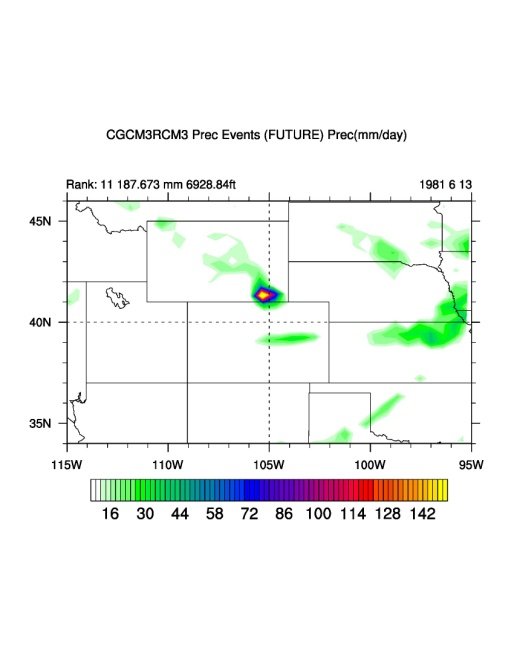 CGCM3RCM3 Prec Events (FUTURE) Prec(mm/day)
Rank: 11 187.673 mm 6928.84ft 1981 6 13
45N
40N
35N
115W 110W 105W 100W 95W
16 30 44 58 72 86 100 114 128 142